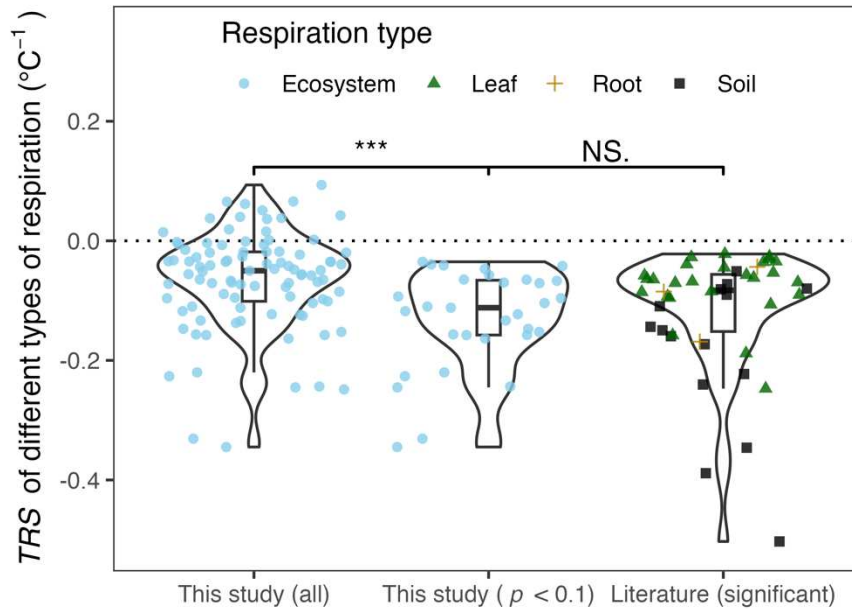 Respiration type
Ecosystem Leaf Root Soil
TRS of different types of respiration (°C⁻¹)
0.2
0.0
-0.2
-0.4
*** NS.
This study (all) This study ( p < 0.1) Literature (significant)